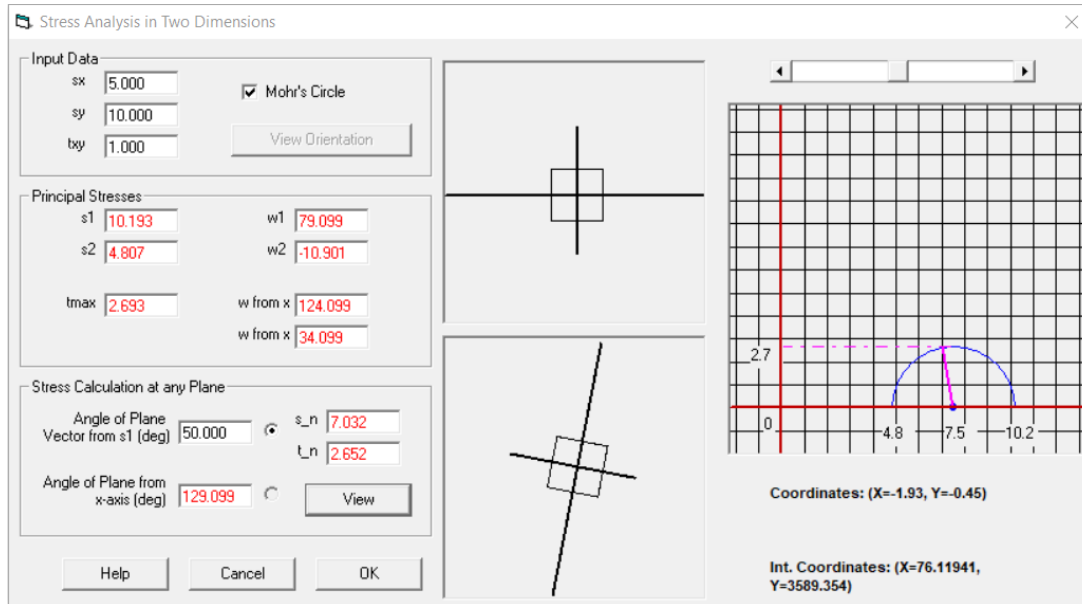 Stress Analysis in Two Dimensions
Input Data
sx 5.000
sy 10.000
txy 1.000
Mohr's Circle
View Orientation
Principal Stresses
s1 10.193
w1 79.099
s2 4.807
w2 -10.901
tmax 2.693
w from x 124.099
w from x 34.099
Stress Calculation at any Plane
Angle of Plane
Vector from s1 (deg) 50.000
s_n 7.032
t_n 2.652
Angle of Plane from
x-axis (deg) 129.099
View
Help Cancel OK
2.7
0
4.8 7.5 10.2
Coordinates: (X=-1.93, Y=-0.45)
Int. Coordinates: (X=76.11941,
Y=3589.354)